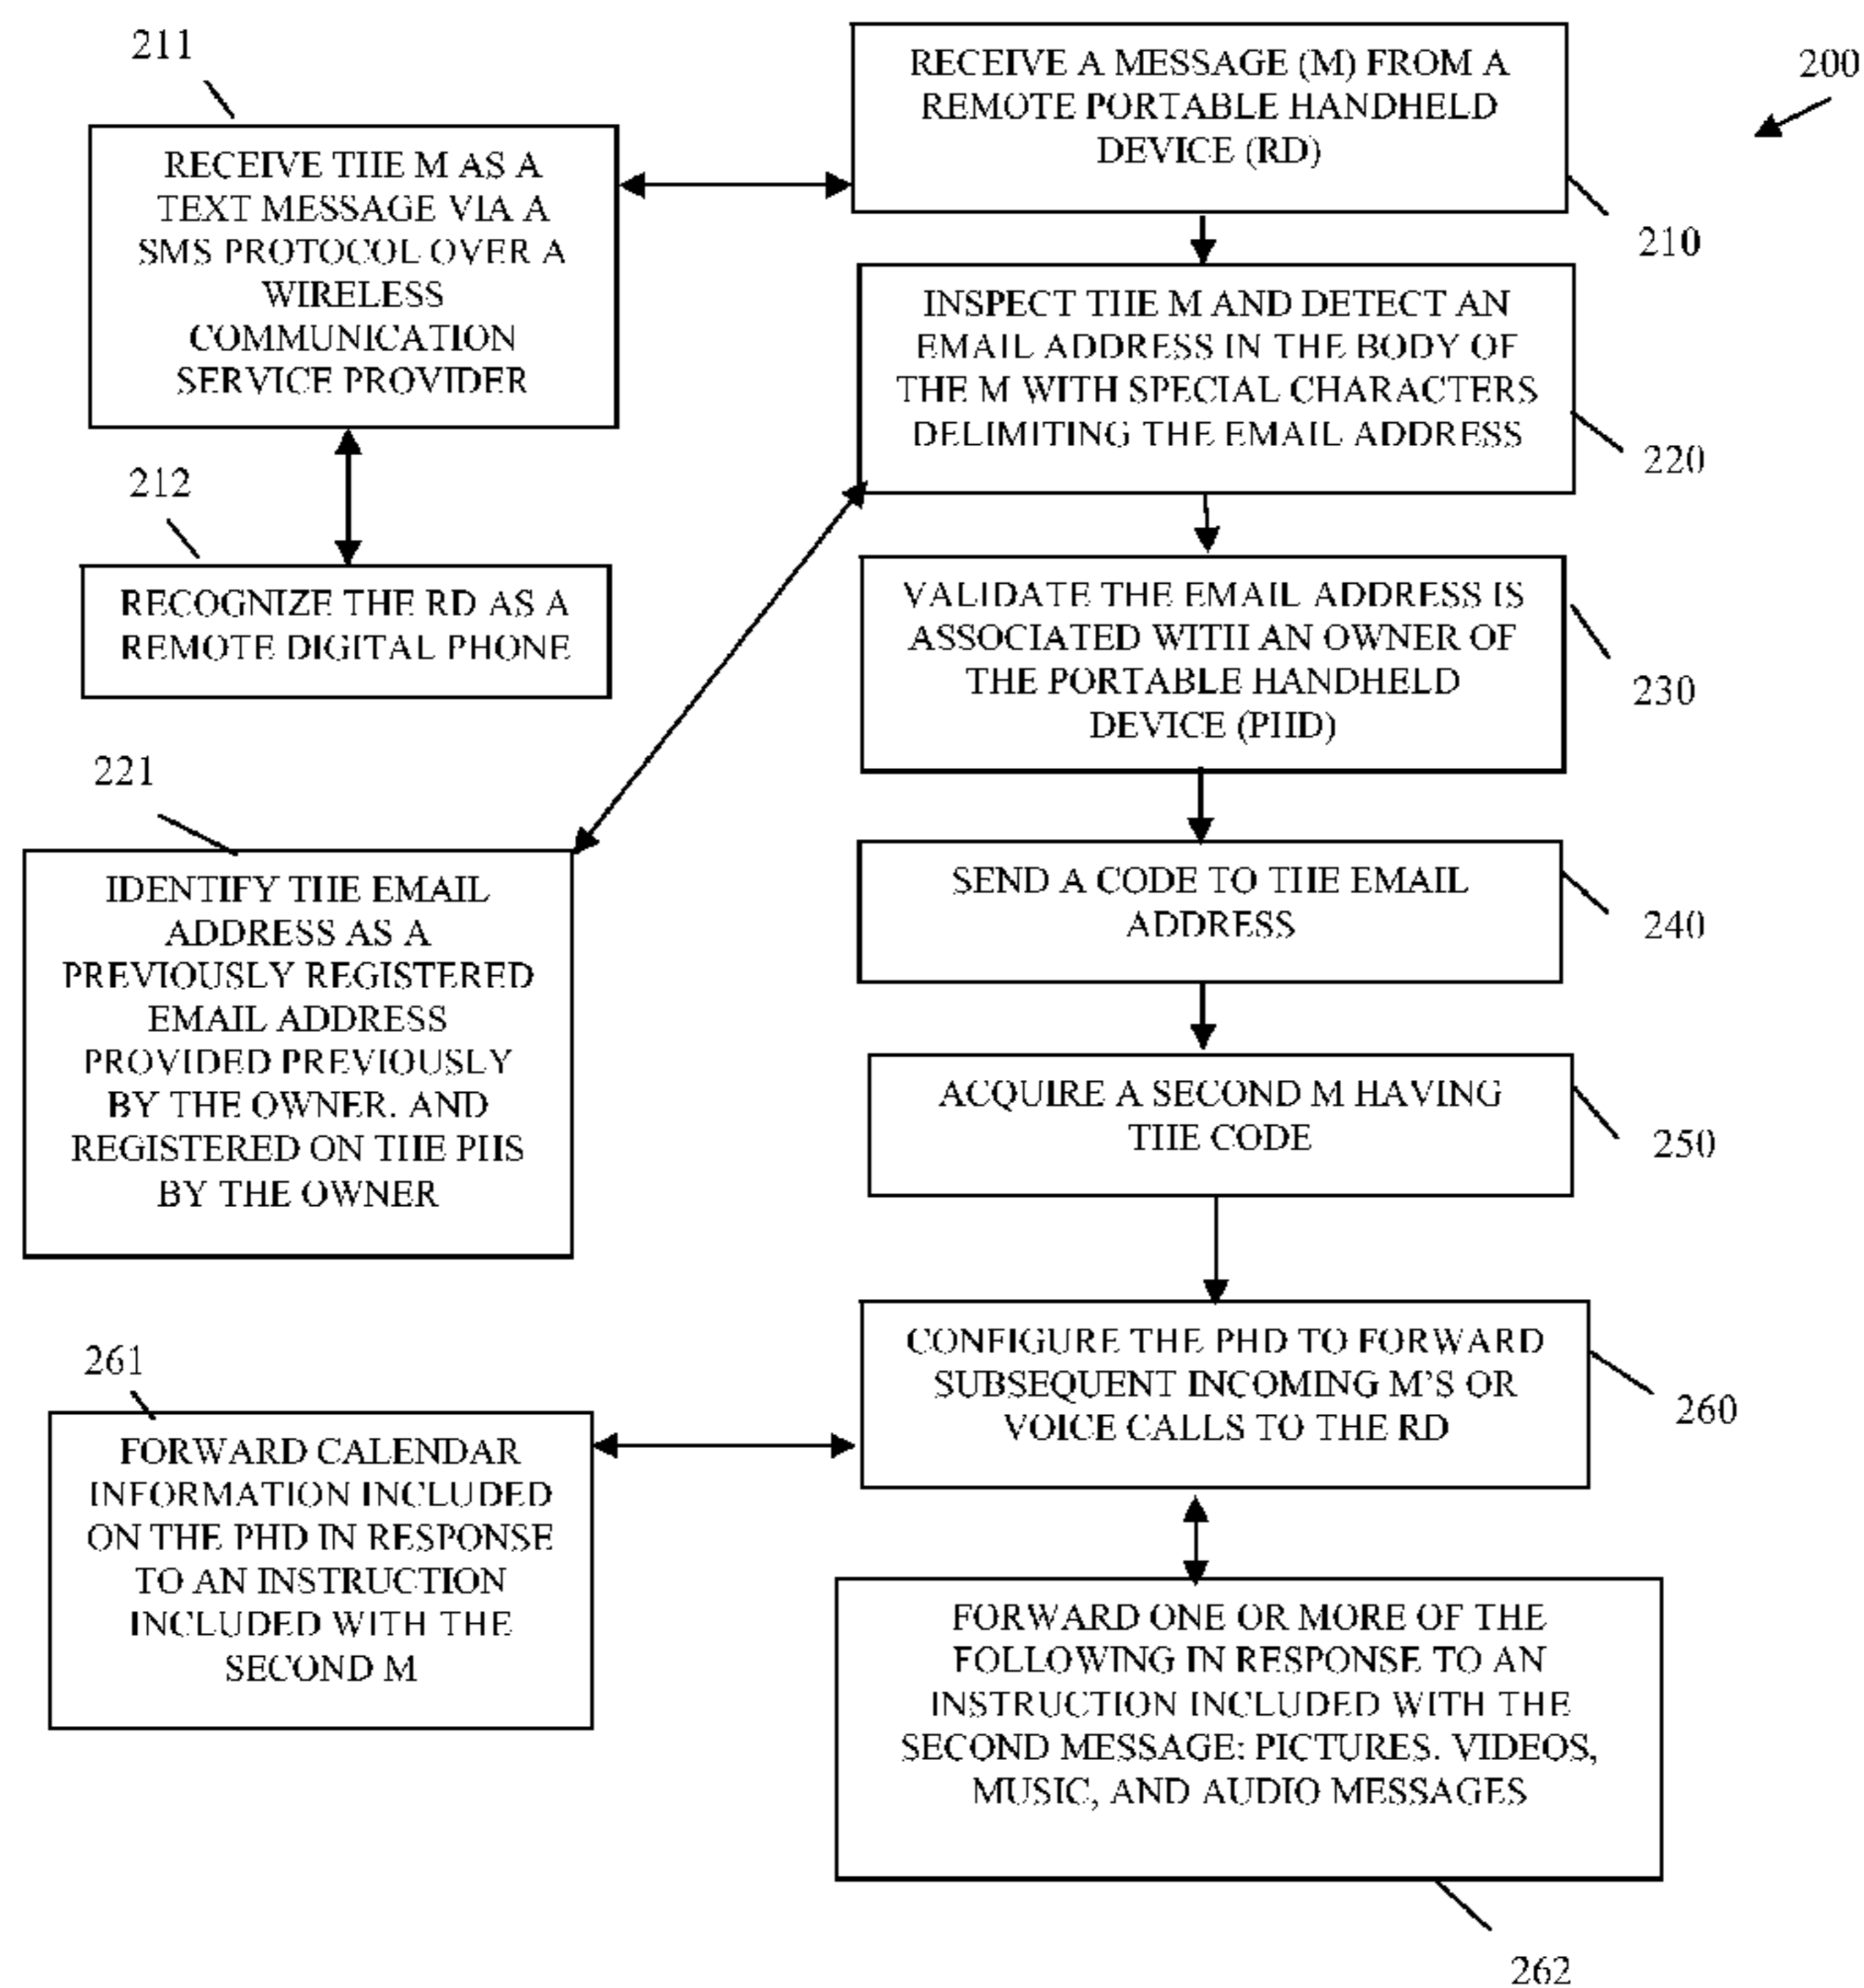 211
RECEIVE A MESSAGE (M) FROM A
REMOTE PORTABLE HANDHELD
DEVICE (RD)
200
RECEIVE THE M AS A
TEXT MESSAGE VIA A
SMS PROTOCOL OVER A
WIRELESS
COMMUNICATION
SERVICE PROVIDER
210
INSPECT THE M AND DETECT AN
EMAIL ADDRESS IN THE BODY OF
THE M WITH SPECIAL CHARACTERS
DELIMITING THE EMAIL ADDRESS
220
212
RECOGNIZE THE RD AS A
REMOTE DIGITAL PHONE
VALIDATE THE EMAIL ADDRESS IS
ASSOCIATED WITH AN OWNER OF
THE PORTABLE HANDHELD
DEVICE (PHD)
230
221
IDENTIFY THE EMAIL
ADDRESS AS A
PREVIOUSLY REGISTERED
EMAIL ADDRESS
PROVIDED PREVIOUSLY
BY THE OWNER. AND
REGISTERED ON THE PHS
BY THE OWNER
SEND A CODE TO THE EMAIL
ADDRESS
240
ACQUIRE A SECOND M HAVING
THE CODE
250
CONFIGURE THE PHD TO FORWARD
SUBSEQUENT INCOMING M'S OR
VOICE CALLS TO THE RD
260
261
FORWARD CALENDAR
INFORMATION INCLUDED
ON THE PHD IN RESPONSE
TO AN INSTRUCTION
INCLUDED WITH THE
SECOND M
FORWARD ONE OR MORE OF THE
FOLLOWING IN RESPONSE TO AN
INSTRUCTION INCLUDED WITH THE
SECOND MESSAGE: PICTURES. VIDEOS,
MUSIC, AND AUDIO MESSAGES
262